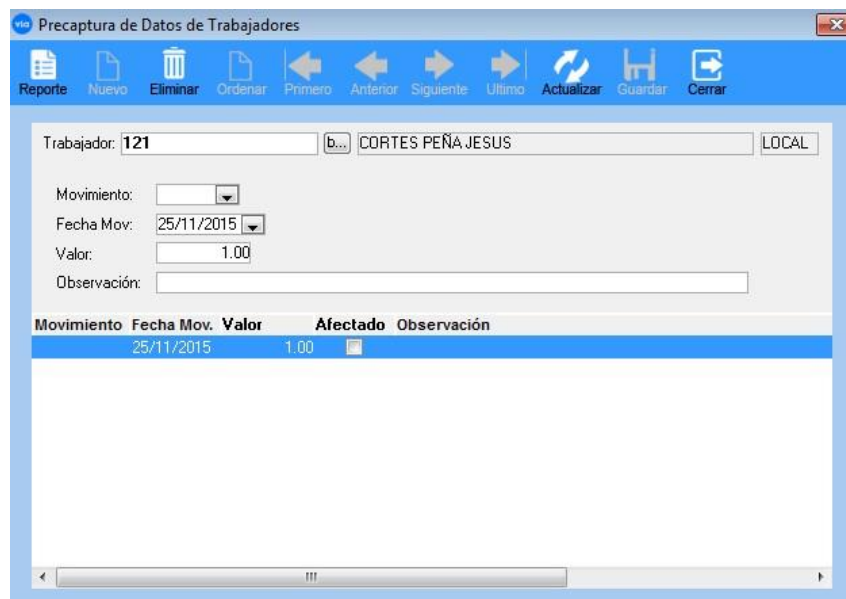 via Precaptura de Datos de Trabajadores
Reporte Nuevo Eliminar Ordenar Primero Anterior Siguiente Ultimo Actualizar Guardar Cerrar
Trabajador: 121 b... CORTES PEÑA JESUS LOCAL
Movimiento:
Fecha Mov: 25/11/2015
Valor: 1.00
Observación:
Movimiento Fecha Mov. Valor Afectado Observación
25/11/2015 1.00